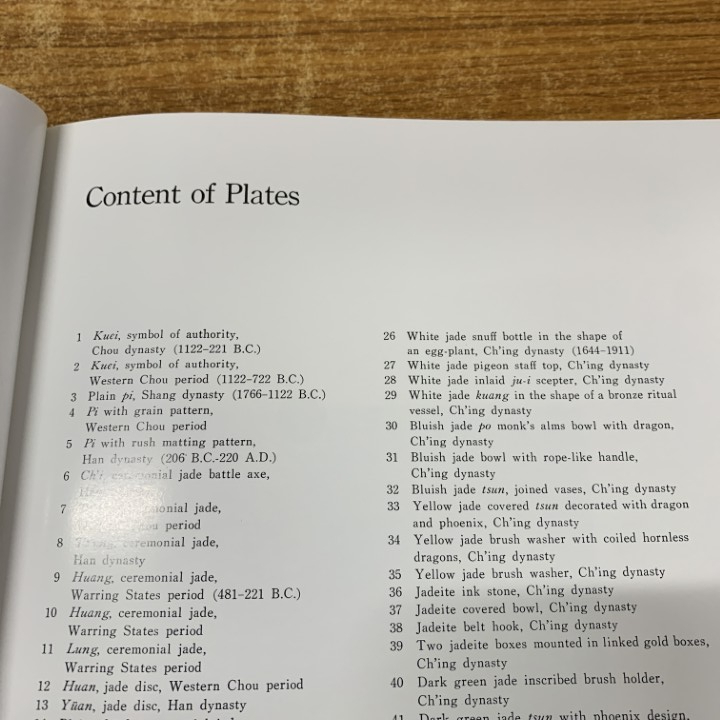 Content of Plates
1 Kuei, symbol of authority,
Chou dynasty (1122-221 B.C.)
2 Kuei, symbol of authority,
Western Chou period (1122-722 B.C.)
3 Plain pi, Shang dynasty (1766-1122 B.C.)
4 Pi with grain pattern,
Western Chou period
5 Pi with rush matting pattern,
Han dynasty (206 B.C.-220 A.D.)
6 jade battle axe,
7 jade,
period
8 ceremonial jade,
Han dynasty
9 Huang, ceremonial jade,
Warring States period (481-221 B.C.)
10 Huang, ceremonial jade,
Warring States period
11 Lung, ceremonial jade,
Warring States period
12 Huan, jade disc, Western Chou period
13 Yüan, jade disc, Han dynasty
26 White jade snuff bottle in the shape of
an egg-plant, Ch'ing dynasty (1644-1911)
27 White jade pigeon staff top, Ch'ing dynasty
28 White jade inlaid ju-i scepter, Ch'ing dynasty
29 White jade kuang in the shape of a bronze ritual
vessel, Ch'ing dynasty
30 Bluish jade po monk's alms bowl with dragon,
Ch'ing dynasty
31 Bluish jade bowl with rope-like handle,
Ch'ing dynasty
32 Bluish jade tsun, joined vases, Ch'ing dynasty
33 Yellow jade covered tsun decorated with dragon
and phoenix, Ch'ing dynasty
34 Yellow jade brush washer with coiled hornless
dragons, Ch'ing dynasty
35 Yellow jade brush washer, Ch'ing dynasty
36 Jadeite ink stone, Ch'ing dynasty
37 Jadeite covered bowl, Ch'ing dynasty
38 Jadeite belt hook, Ch'ing dynasty
39 Two jadeite boxes mounted in linked gold boxes,
Ch'ing dynasty
40 Dark green jade inscribed brush holder,
Ch'ing dynasty
41 Dark green jade tsun with phoenix design,